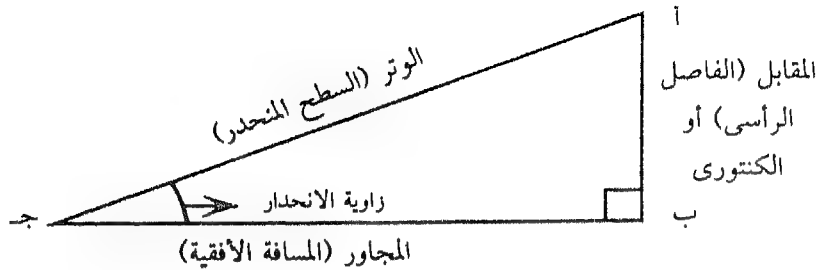 أ
الوتر (السطح المنحدر)
المقابل (الفاصل
الرأسى) أو
الكنتورى
زاوية الانحدار
جـ
ب
المجاور (المسافة الأفقية)